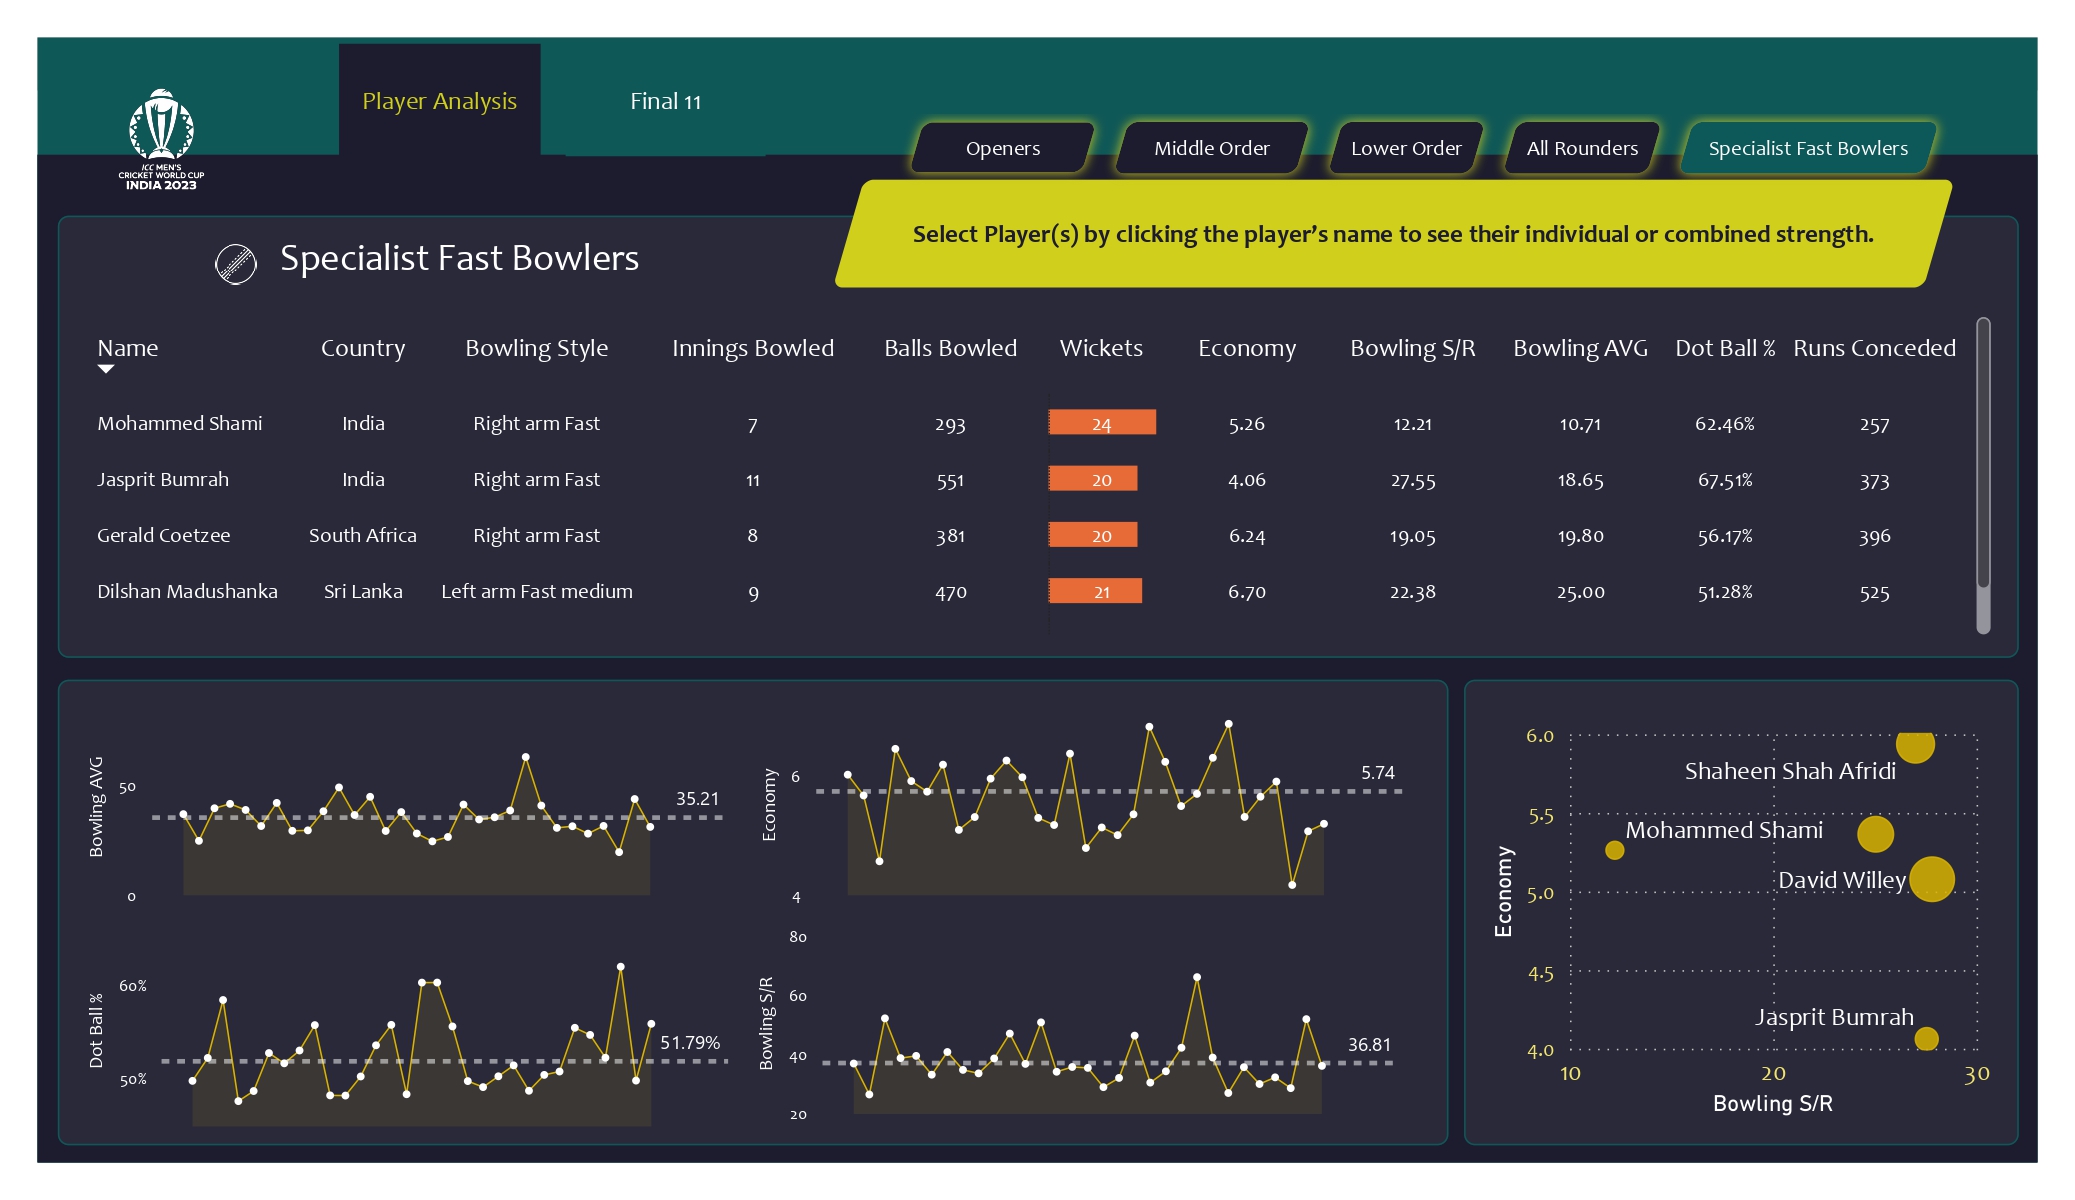 Player Analysis
Final 11
ICC MEN'S
CRICKET WORLD CUP
INDIA 2023
Openers
Middle Order
Lower Order
All Rounders
Specialist Fast Bowlers
Select Player(s) by clicking the player's name to see their individual or combined strength.
Specialist Fast Bowlers
Name Country Bowling Style Innings Bowled Balls Bowled Wickets Economy Bowling S/R Bowling AVG Dot Ball % Runs Conceded
Mohammed Shami India Right arm Fast 7 293 24 5.26 12.21 10.71 62.46% 257
Jasprit Bumrah India Right arm Fast 11 551 20 4.06 27.55 18.65 67.51% 373
Gerald Coetzee South Africa Right arm Fast 8 381 20 6.24 19.05 19.80 56.17% 396
Dilshan Madushanka Sri Lanka Left arm Fast medium 9 470 21 6.70 22.38 25.00 51.28% 525
Bowling AVG
50
0
35.21
Economy
6
4
5.74
Dot Ball %
60%
50%
51.79%
Bowling S/R
80
60
40
20
36.81
Economy
6.0
5.5
5.0
4.5
4.0
Shaheen Shah Afridi
Mohammed Shami
David Willey
Jasprit Bumrah
10 20 30
Bowling S/R